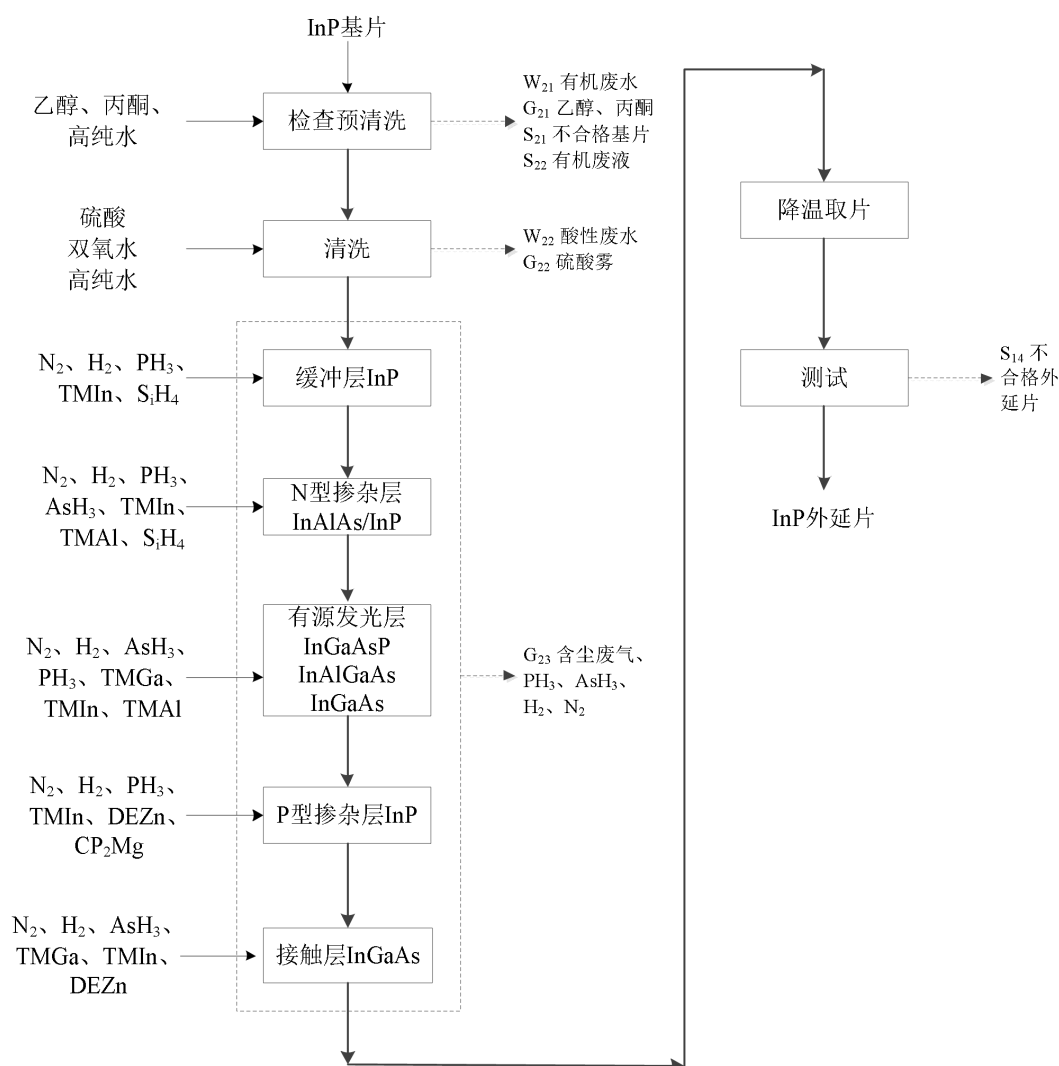 InP基片
乙醇、丙酮、
高纯水
检查预清洗
W₂₁ 有机废水
G₂₁ 乙醇、丙酮
S₂₁ 不合格基片
S₂₂ 有机废液
硫酸
双氧水
高纯水
清洗
W₂₂ 酸性废水
G₂₂ 硫酸雾
N₂、H₂、PH₃、
TMIn、SᵢH₄
缓冲层InP
N₂、H₂、PH₃、
AsH₃、TMIn、
TMAl、SᵢH₄
N型掺杂层
InAlAs/InP
N₂、H₂、AsH₃、
PH₃、TMGa、
TMIn、TMAl
有源发光层
InGaAsP
InAlGaAs
InGaAs
G₂₃ 含尘废气、
PH₃、AsH₃、
H₂、N₂
N₂、H₂、PH₃、
TMIn、DEZn、
CP₂Mg
P型掺杂层InP
N₂、H₂、AsH₃、
TMGa、TMIn、
DEZn
接触层InGaAs
降温取片
测试
S₁₄ 不
合格外
延片
InP外延片